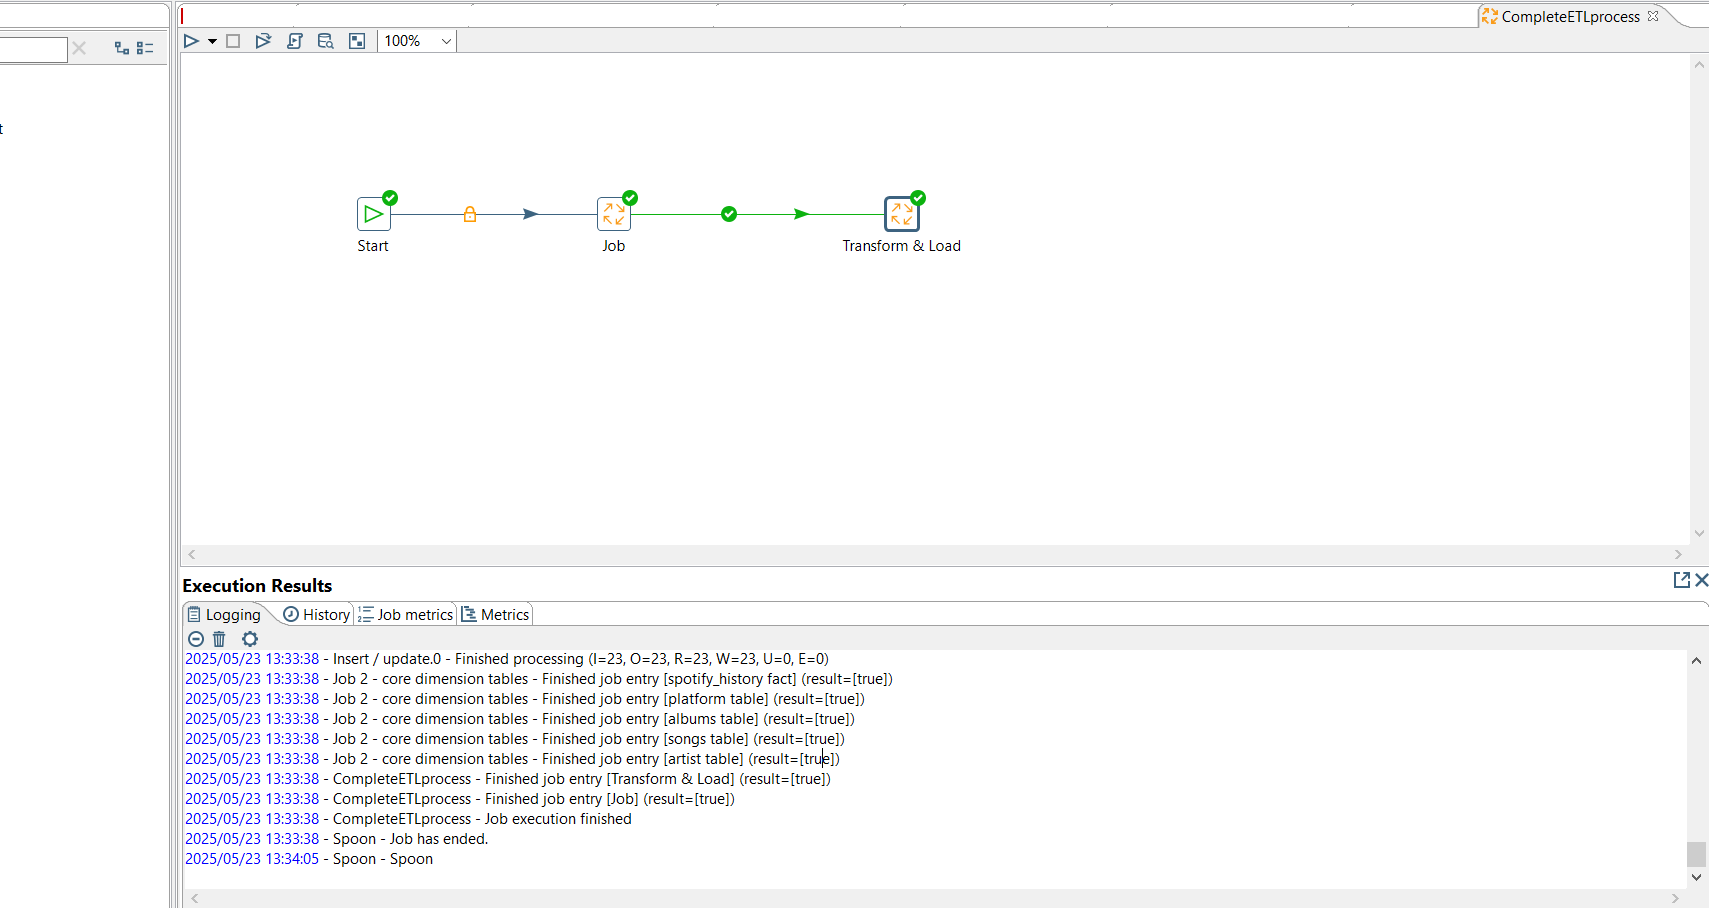 CompleteETLprocess
100%
t
Start
Job
Transform & Load
Execution Results
Logging
History
Job metrics
Metrics
2025/05/23 13:33:38 - Insert / update.0 - Finished processing (I=23, O=23, R=23, W=23, U=0, E=0)
2025/05/23 13:33:38 - Job 2 - core dimension tables - Finished job entry [spotify_history fact] (result=[true])
2025/05/23 13:33:38 - Job 2 - core dimension tables - Finished job entry [platform table] (result=[true])
2025/05/23 13:33:38 - Job 2 - core dimension tables - Finished job entry [albums table] (result=[true])
2025/05/23 13:33:38 - Job 2 - core dimension tables - Finished job entry [songs table] (result=[true])
2025/05/23 13:33:38 - Job 2 - core dimension tables - Finished job entry [artist table] (result=[true])
2025/05/23 13:33:38 - CompleteETLprocess - Finished job entry [Transform & Load] (result=[true])
2025/05/23 13:33:38 - CompleteETLprocess - Finished job entry [Job] (result=[true])
2025/05/23 13:33:38 - CompleteETLprocess - Job execution finished
2025/05/23 13:33:38 - Spoon - Job has ended.
2025/05/23 13:34:05 - Spoon - Spoon